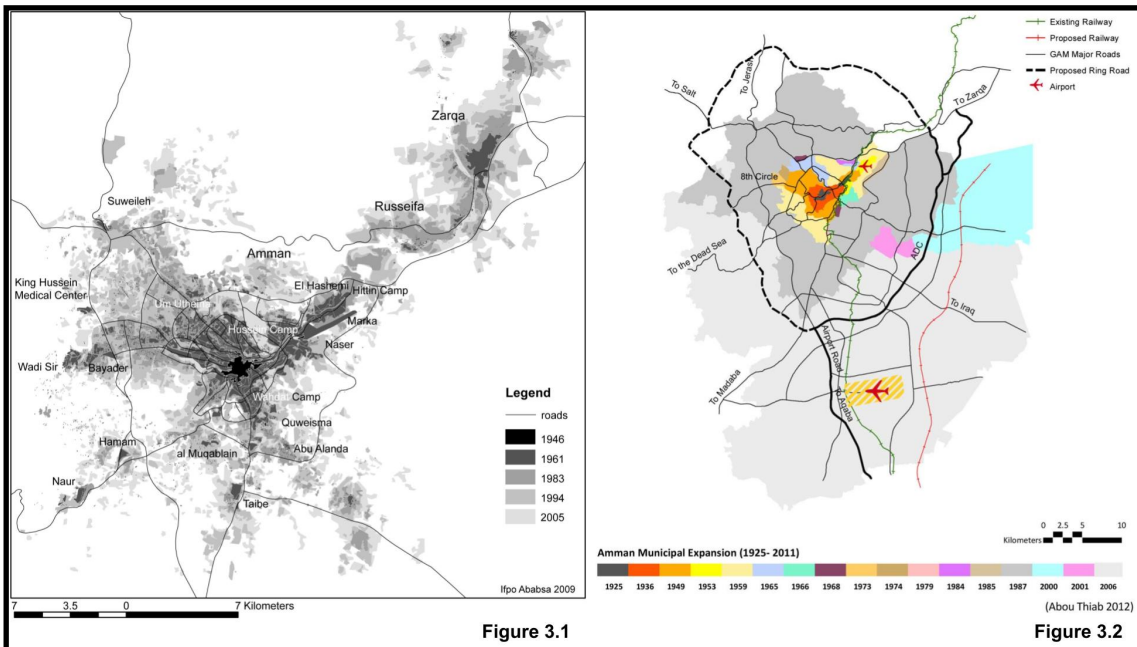 Zarqa
Russeifa
Suweileh
Amman
King Hussein
Medical Center
El Hashemi
Hittin Camp
Um Utheina
Hussein Camp
Marka
Naser
Wadi Sir
Bayader
Wahdat Camp
Quweisma
Hamam
al Muqablain
Abu Alanda
Naur
Taibe
Legend
roads
1946
1961
1983
1994
2005
Ifpo Ababsa 2009
7 3.5 0 7 Kilometers
Figure 3.1
Existing Railway
Proposed Railway
GAM Major Roads
Proposed Ring Road
Airport
To Jerash
To Salt
To Zarqa
8th Circle
To the Dead Sea
ADC
To Iraq
Airport Road
To Madaba
To Aqaba
0 2.5 5 10
Kilometers
Amman Municipal Expansion (1925- 2011)
1925 1936 1949 1953 1959 1965 1966 1968 1973 1974 1979 1984 1985 1987 2000 2001 2006
(Abou Thiab 2012)
Figure 3.2